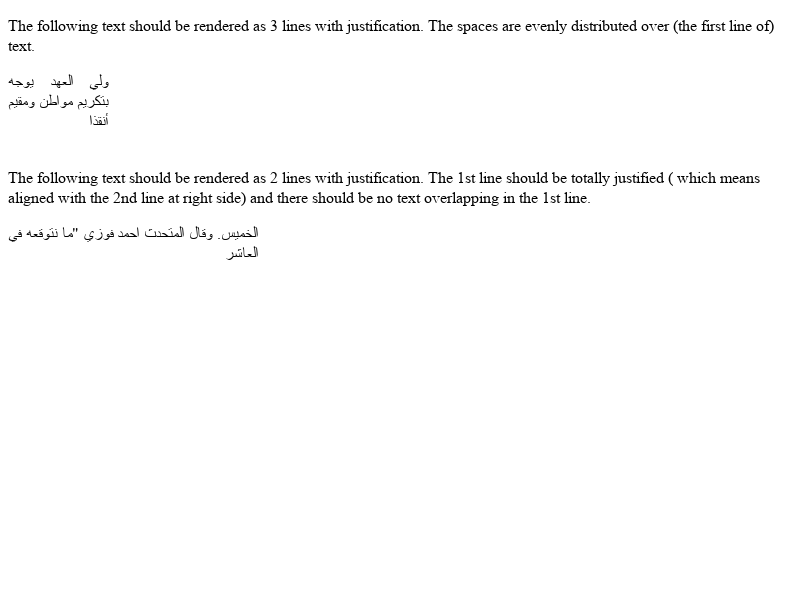 The following text should be rendered as 3 lines with justification. The spaces are evenly distributed over (the first line of)
text.
ولي العهد يوجه
بتكريم مواطن ومقيم
أنقذا
The following text should be rendered as 2 lines with justification. The 1st line should be totally justified ( which means
aligned with the 2nd line at right side) and there should be no text overlapping in the 1st line.
الخميس. وقال المتحدث احمد فوزي "ما نتوقعه في
العاشر